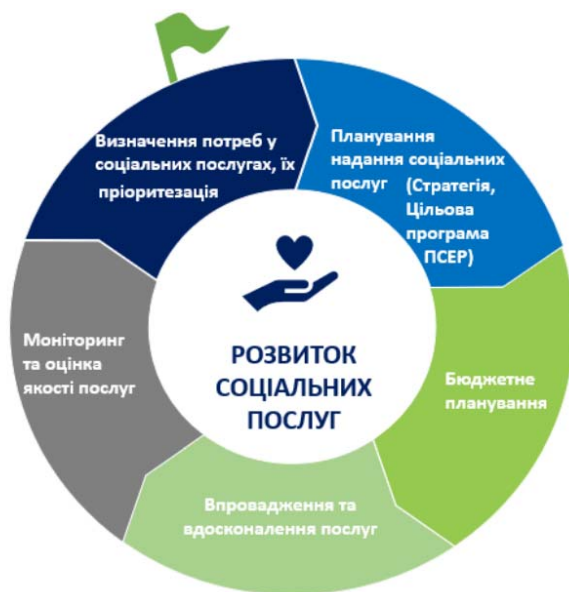 Визначення потреб у
соціальних послугах, їх
пріоритезація
Планування
надання соціальних
послуг (Стратегія,
Цільова
програма
ПСЕР)
Бюджетне
планування
Впровадження та
вдосконалення послуг
Моніторинг
та оцінка
якості послуг
РОЗВИТОК
СОЦІАЛЬНИХ
ПОСЛУГ